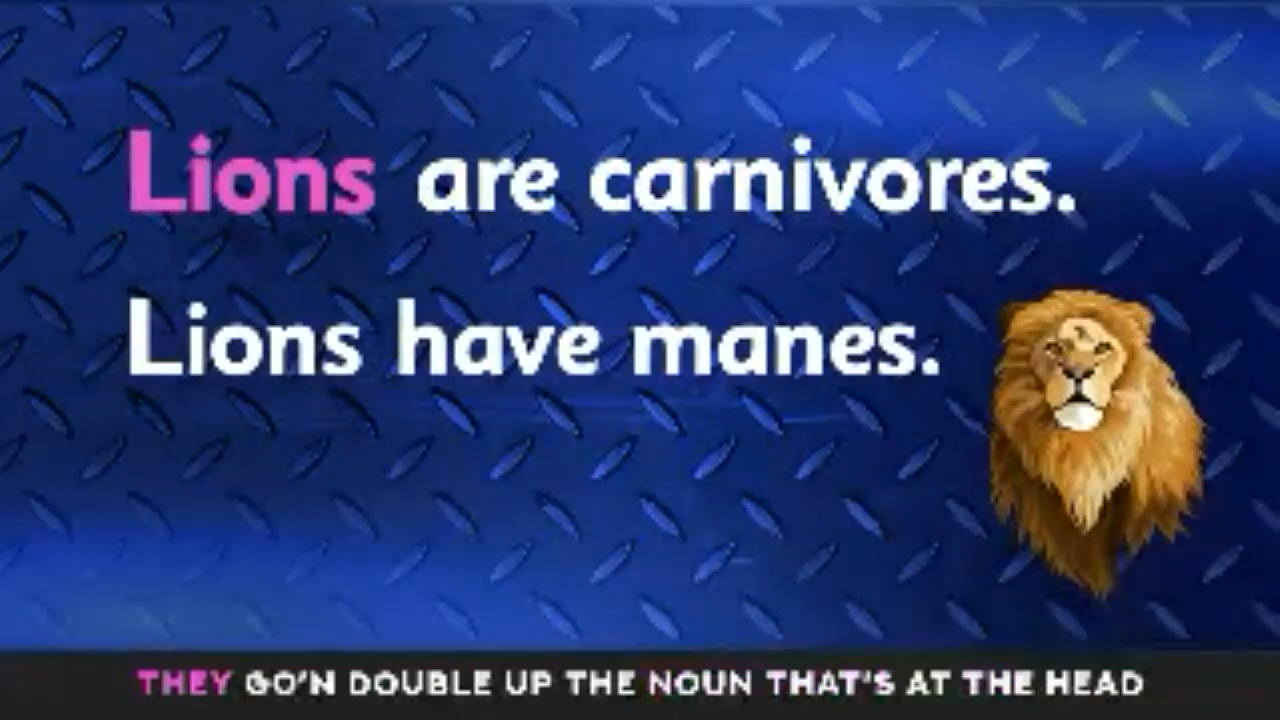 Lions are carnivores.
Lions have manes.
THEY GO'N DOUBLE UP THE NOUN THAT'S AT THE HEAD